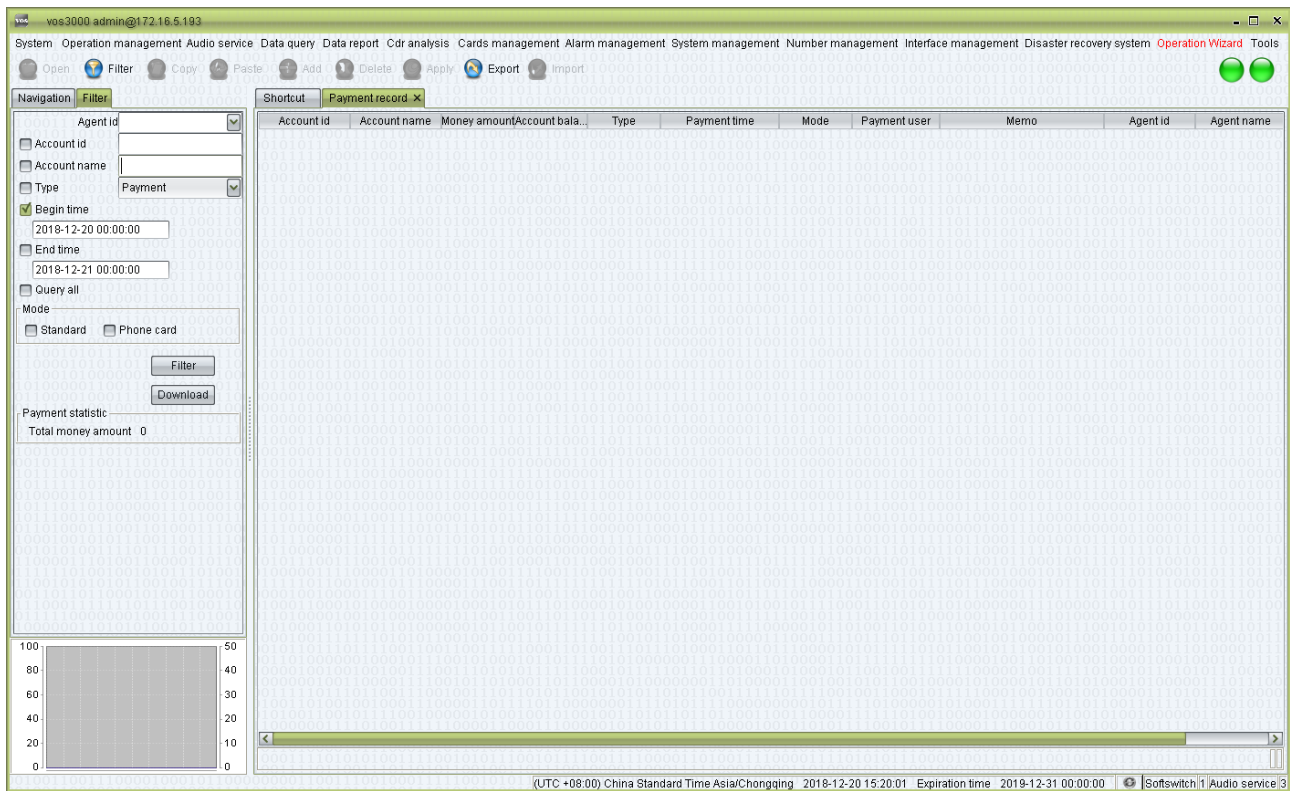 vos vos3000 admin@172.16.5.193
System Operation management Audio service Data query Data report Cdr analysis Cards management Alarm management System management Number management Interface management Disaster recovery system Operation Wizard Tools
Open Filter Copy Paste Add Delete Apply Export Import
Navigation Filter Shortcut Payment record ×
Agent id
Account id
Account name
Type Payment
Begin time
2018-12-20 00:00:00
End time
2018-12-21 00:00:00
Query all
Mode
Standard Phone card
Filter
Download
Payment statistic
Total money amount 0
Account id Account name Money amount Account bala... Type Payment time Mode Payment user Memo Agent id Agent name
100 50
80 40
60 30
40 20
20 10
0 0
(UTC +08:00) China Standard Time Asia/Chongqing 2018-12-20 15:20:01 Expiration time 2019-12-31 00:00:00 Softswitch 1 Audio service 3